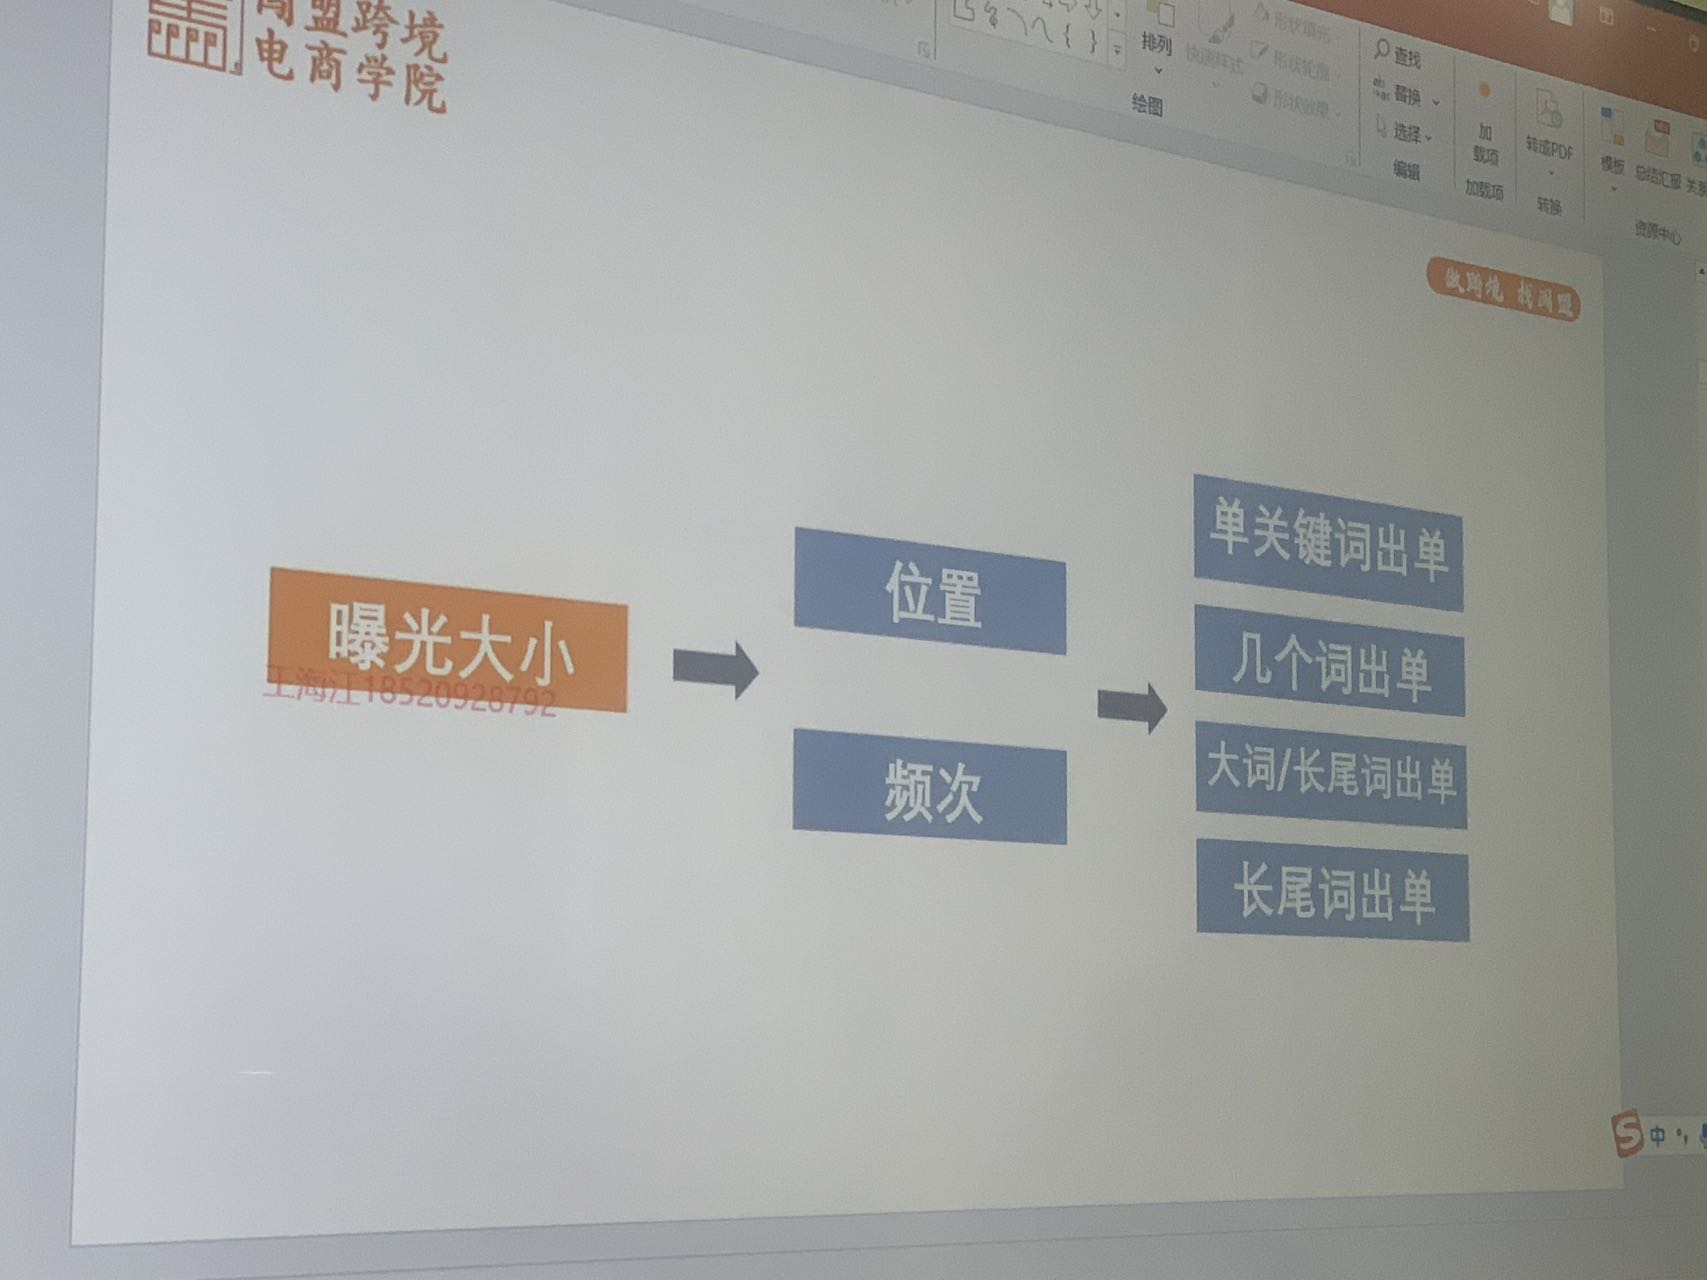 闽盟跨境
电商学院
排列
快速样式
形状填充
形状轮廓
形状效果
绘图
查找
替换
选择
编辑
加
载项
加载项
转成PDF
转换
模板
总结汇报
资源中心
做跨境 找闽盟
曝光大小
王海江18520928792
位置
频次
单关键词出单
几个词出单
大词/长尾词出单
长尾词出单
S中